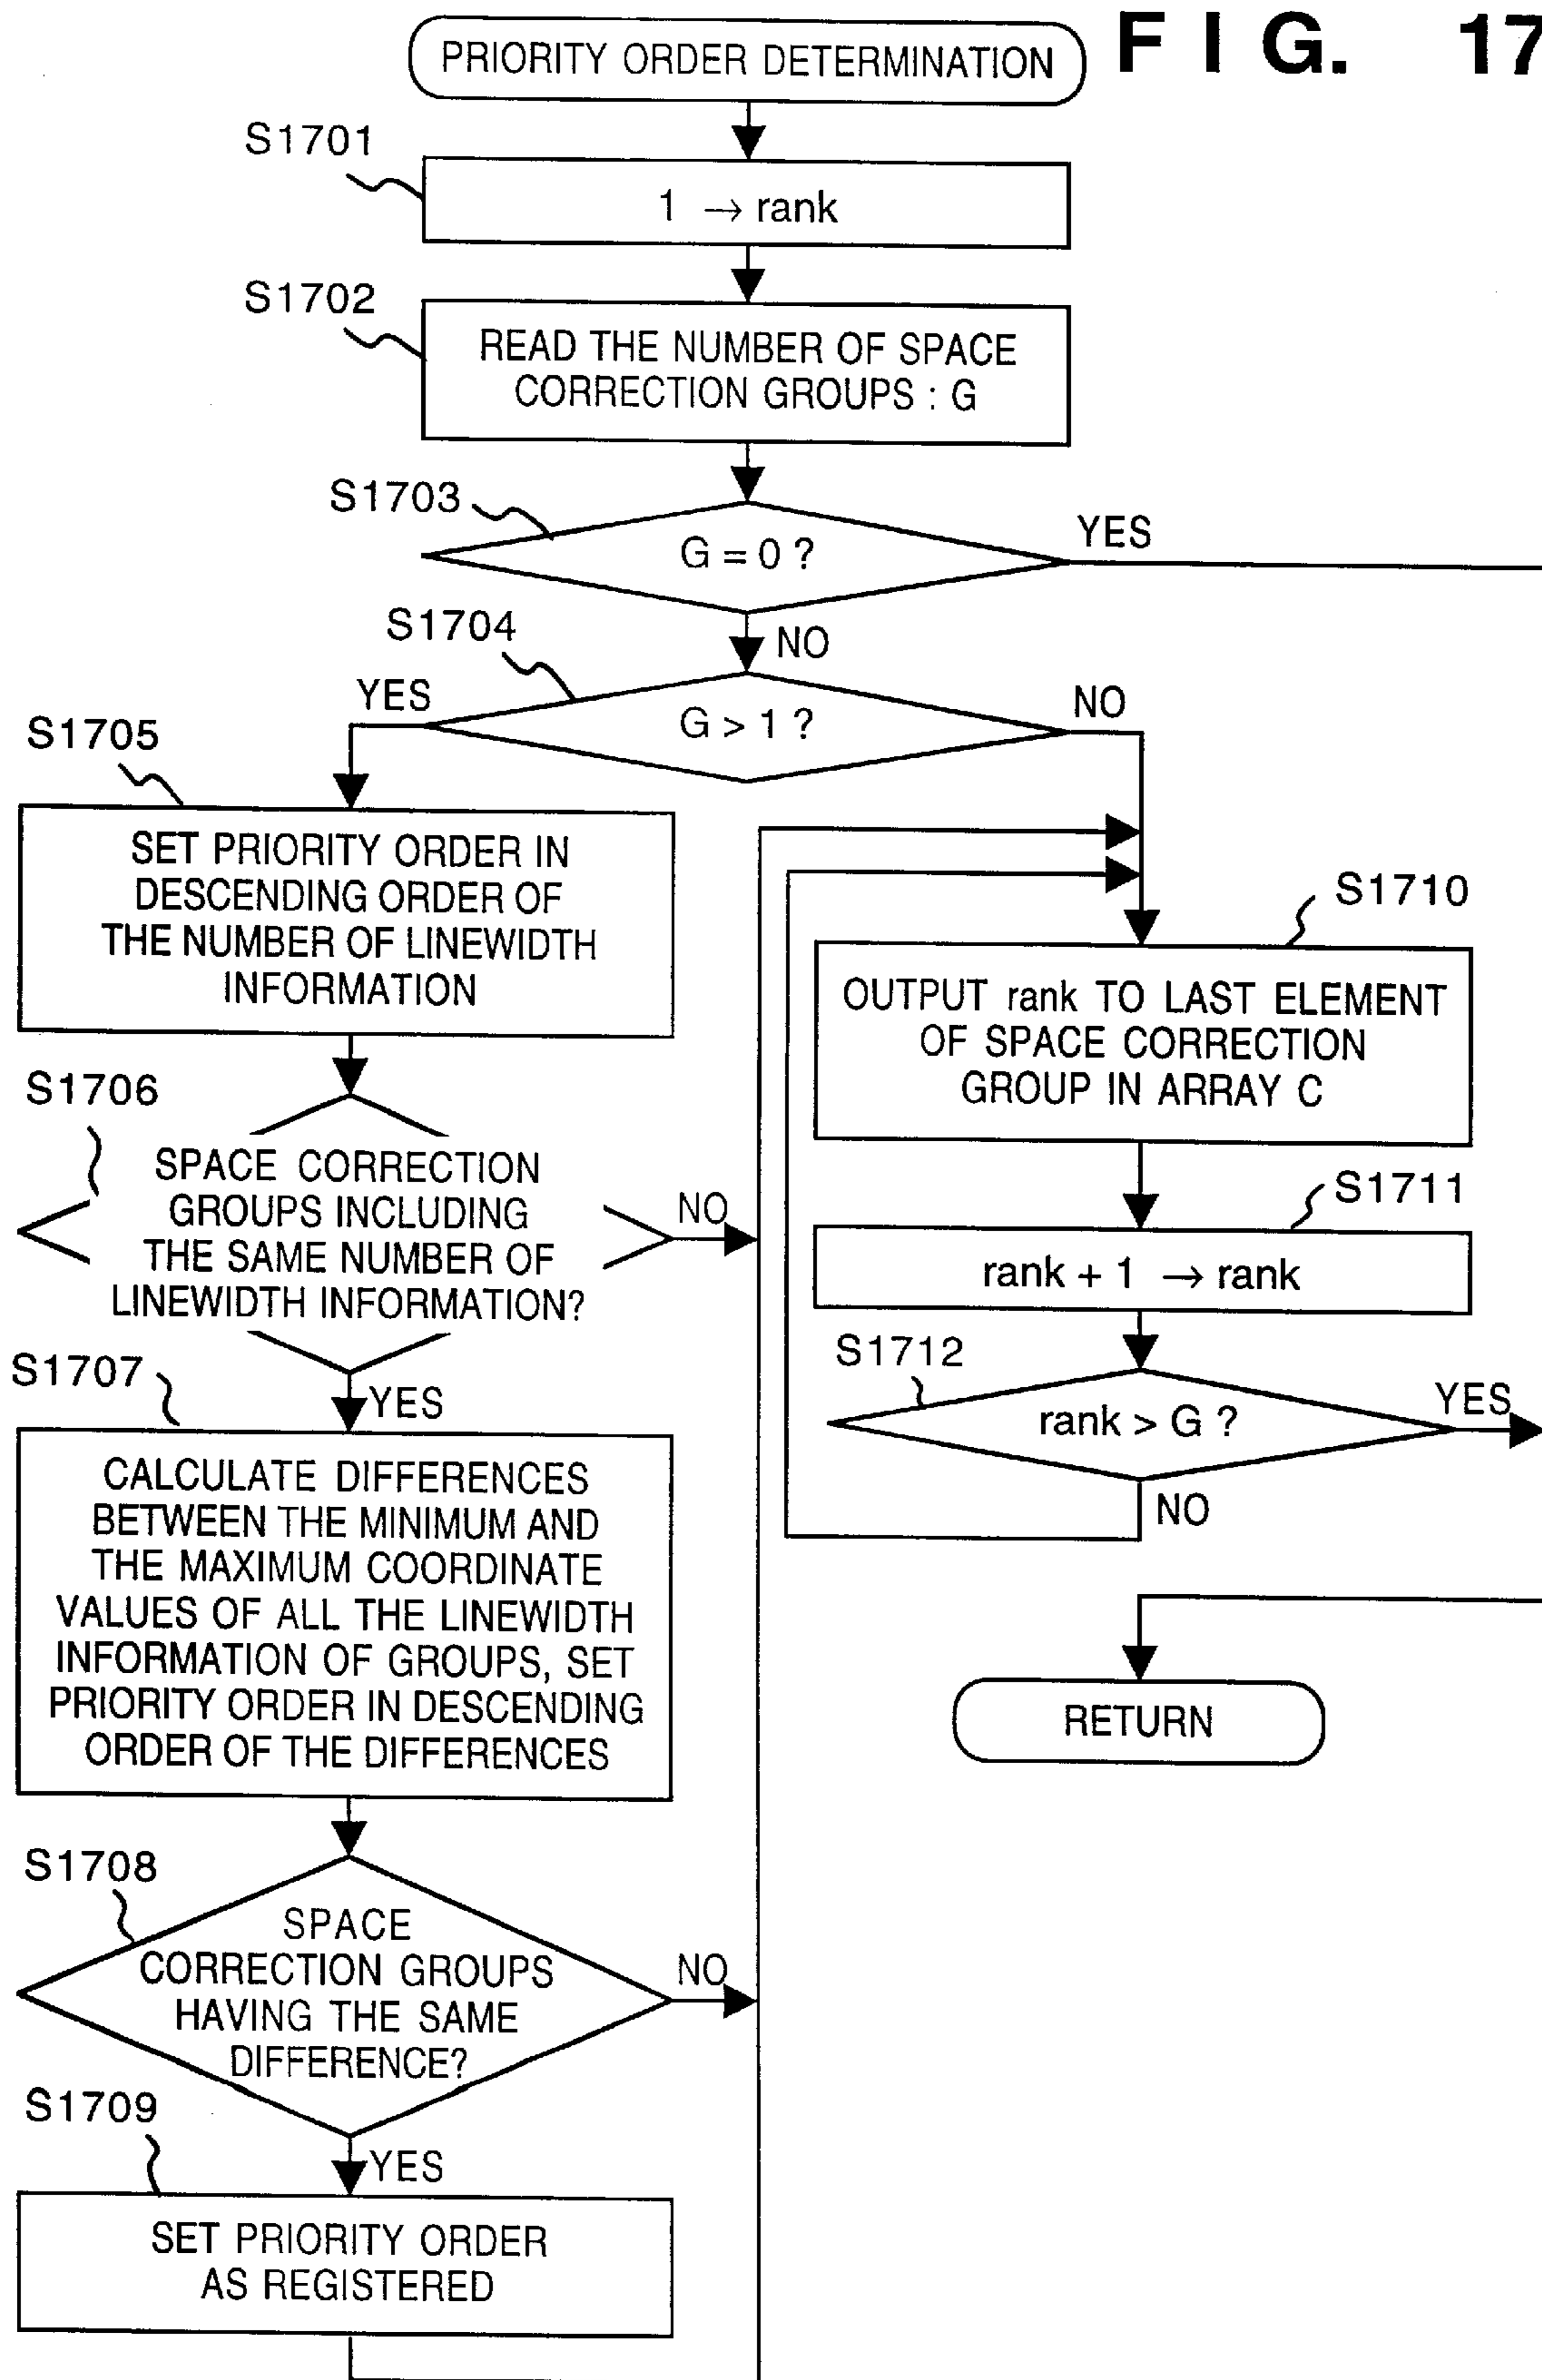 PRIORITY ORDER DETERMINATION
FIG. 17
S1701
1 → rank
S1702
READ THE NUMBER OF SPACE
CORRECTION GROUPS : G
S1703
G = 0 ?
YES
NO
S1704
G > 1 ?
YES
NO
S1705
SET PRIORITY ORDER IN
DESCENDING ORDER OF
THE NUMBER OF LINEWIDTH
INFORMATION
S1706
SPACE CORRECTION
GROUPS INCLUDING
THE SAME NUMBER OF
LINEWIDTH INFORMATION?
NO
YES
S1707
CALCULATE DIFFERENCES
BETWEEN THE MINIMUM AND
THE MAXIMUM COORDINATE
VALUES OF ALL THE LINEWIDTH
INFORMATION OF GROUPS, SET
PRIORITY ORDER IN DESCENDING
ORDER OF THE DIFFERENCES
S1708
SPACE
CORRECTION GROUPS
HAVING THE SAME
DIFFERENCE?
NO
YES
S1709
SET PRIORITY ORDER
AS REGISTERED
S1710
OUTPUT rank TO LAST ELEMENT
OF SPACE CORRECTION
GROUP IN ARRAY C
S1711
rank + 1 → rank
S1712
rank > G ?
YES
NO
RETURN